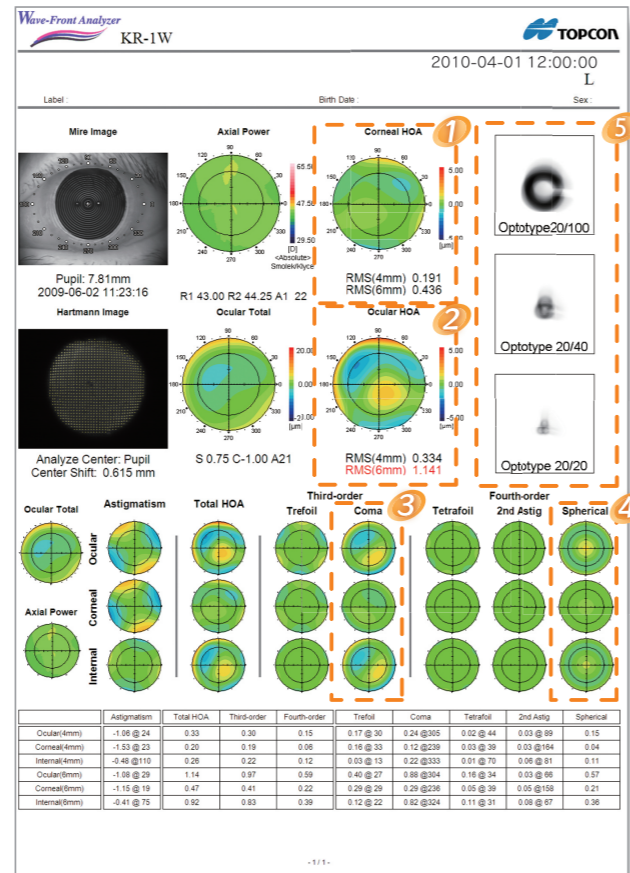 Wave-Front Analyzer
KR-1W
TOPCON
2010-04-01 12:00:00
L
Label :
Birth Date :
Sex :
Mire Image
Axial Power
Corneal HOA
1
5
Pupil: 7.81mm
2009-06-02 11:23:16
R1 43.00 R2 44.25 A1 22
[D]
<Absolute>
RMS(4mm) 0.191
RMS(6mm) 0.436
Optotype20/100
Hartmann Image
Ocular Total
Ocular HOA
2
Optotype 20/40
Analyze Center: Pupil
Center Shift: 0.615 mm
S 0.75 C-1.00 A21
RMS(4mm) 0.334
RMS(6mm) 1.141
Optotype 20/20
Third-order
Fourth-order
Ocular Total
Astigmatism
Total HOA
Trefoil
Coma
3
Tetrafoil
2nd Astig
Spherical
4
Ocular
Axial Power
Corneal
Internal
Astigmatism Total HOA Third-order Fourth-order Trefoil Coma Tetrafoil 2nd Astig Spherical
Ocular(4mm) -1.06 @ 24 0.33 0.30 0.15 0.17 @ 30 0.24 @305 0.02 @ 44 0.03 @ 89 0.15
Corneal(4mm) -1.53 @ 23 0.20 0.19 0.06 0.16 @ 33 0.12 @239 0.03 @ 39 0.03 @164 0.04
Internal(4mm) -0.48 @110 0.26 0.22 0.12 0.03 @ 13 0.22 @333 0.01 @ 70 0.06 @ 81 0.11
Ocular(6mm) -1.08 @ 29 1.14 0.97 0.59 0.40 @ 27 0.88 @304 0.16 @ 34 0.03 @ 66 0.57
Corneal(6mm) -1.15 @ 19 0.47 0.41 0.22 0.29 @ 29 0.29 @236 0.05 @ 39 0.05 @158 0.21
Internal(6mm) -0.41 @ 75 0.92 0.83 0.39 0.12 @ 22 0.82 @324 0.11 @ 31 0.08 @ 67 0.36
- 1 / 1 -